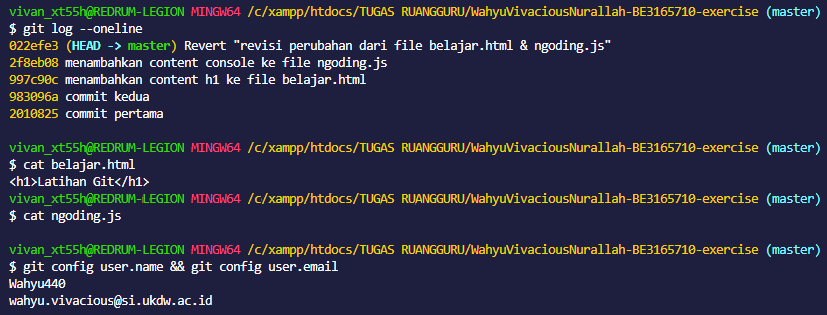 vivan_xt55h@REDRUM-LEGION MINGW64 /c/xampp/htdocs/TUGAS RUANGGURU/WahyuVivaciousNurallah-BE3165710-exercise (master)
$ git log --oneline
022efe3 (HEAD -> master) Revert "revisi perubahan dari file belajar.html & ngoding.js"
2f8eb08 menambahkan content console ke file ngoding.js
997c90c menambahkan content h1 ke file belajar.html
983096a commit kedua
2010825 commit pertama
vivan_xt55h@REDRUM-LEGION MINGW64 /c/xampp/htdocs/TUGAS RUANGGURU/WahyuVivaciousNurallah-BE3165710-exercise (master)
$ cat belajar.html
<h1>Latihan Git</h1>
vivan_xt55h@REDRUM-LEGION MINGW64 /c/xampp/htdocs/TUGAS RUANGGURU/WahyuVivaciousNurallah-BE3165710-exercise (master)
$ cat ngoding.js
vivan_xt55h@REDRUM-LEGION MINGW64 /c/xampp/htdocs/TUGAS RUANGGURU/WahyuVivaciousNurallah-BE3165710-exercise (master)
$ git config user.name && git config user.email
Wahyu440
wahyu.vivacious@si.ukdw.ac.id